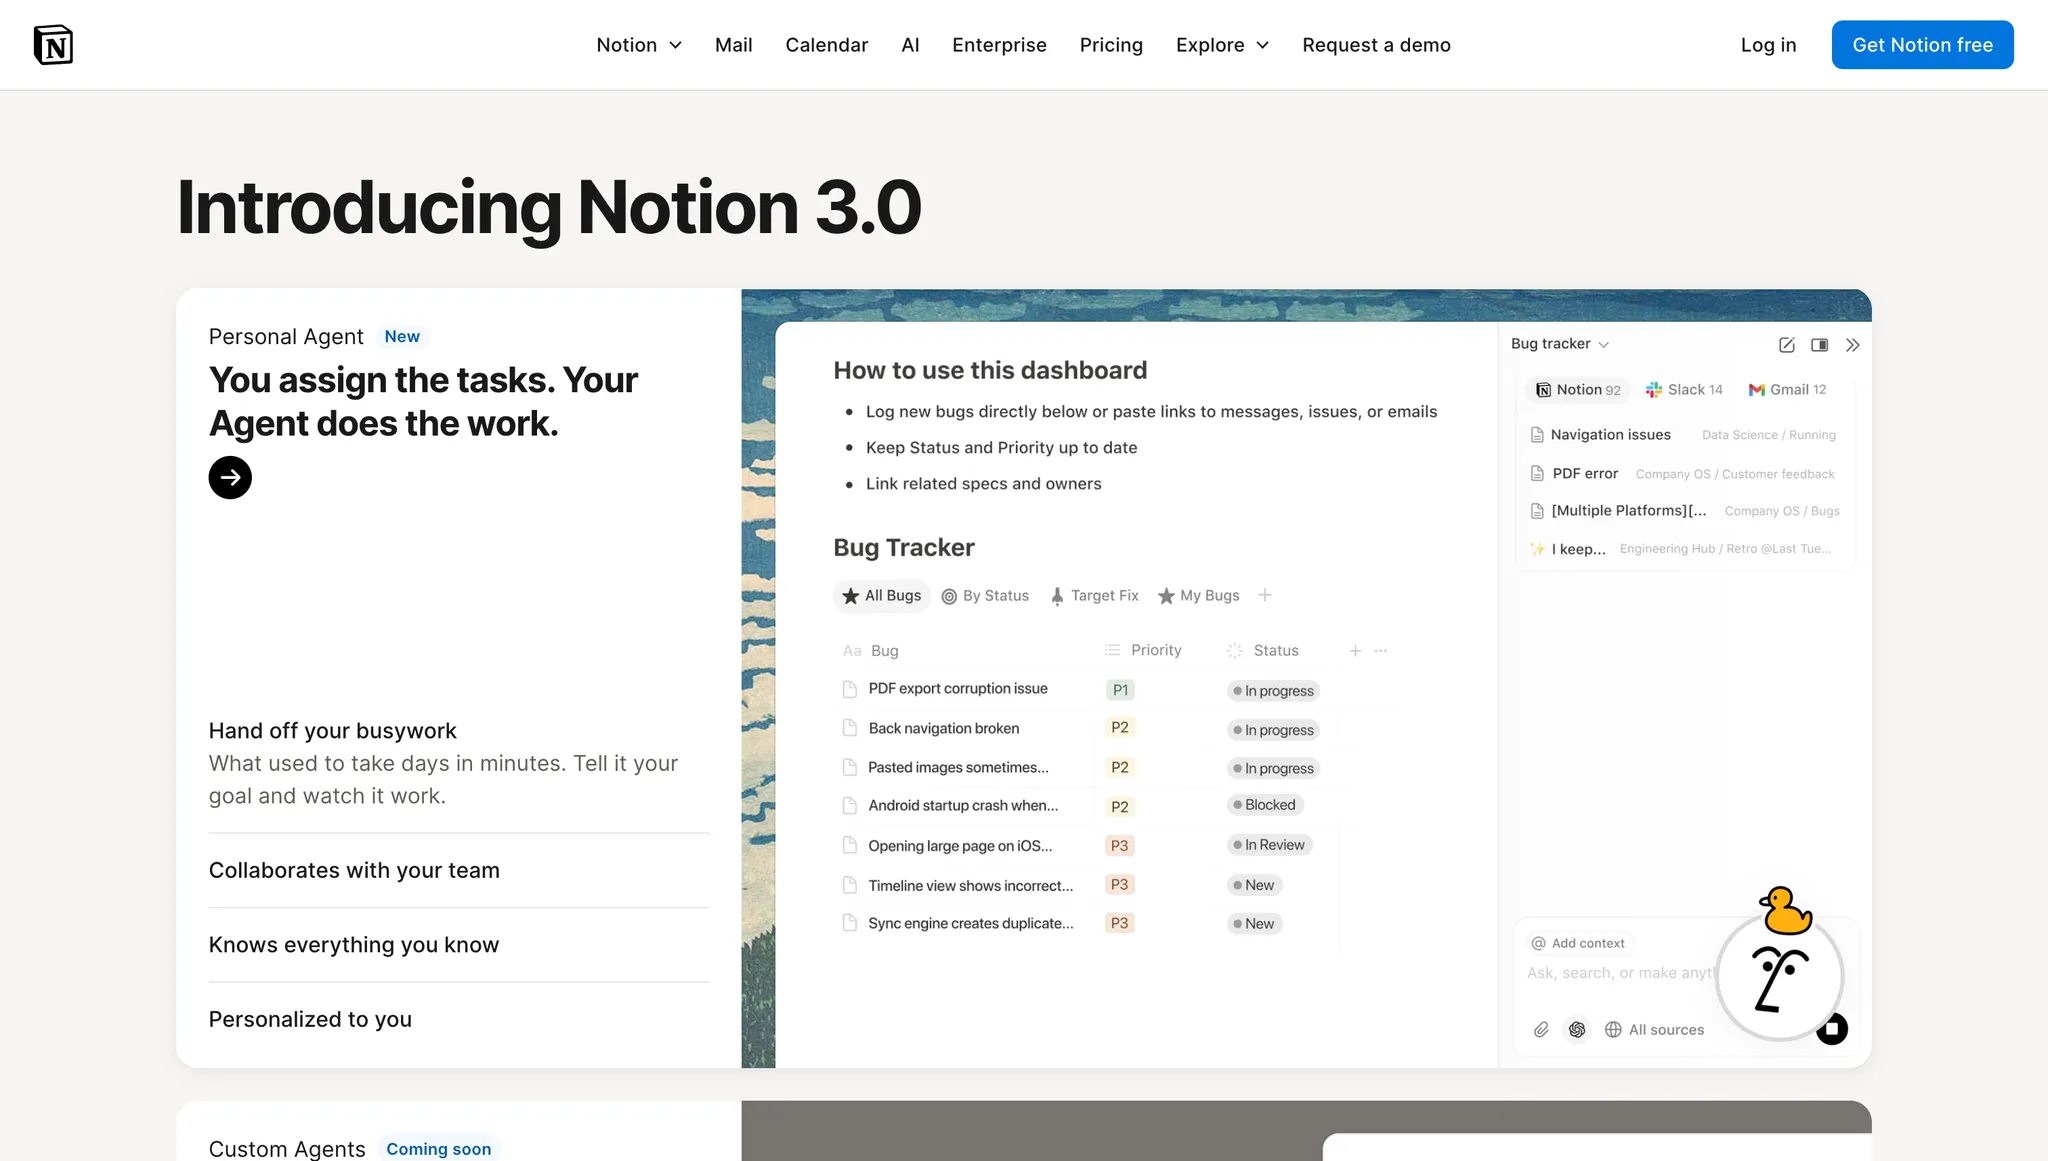 N
Notion
Mail
Calendar
AI
Enterprise
Pricing
Explore
Request a demo
Log in
Get Notion free
Introducing Notion 3.0
Personal Agent New
You assign the tasks. Your
Agent does the work.
Hand off your busywork
What used to take days in minutes. Tell it your
goal and watch it work.
Collaborates with your team
Knows everything you know
Personalized to you
How to use this dashboard
• Log new bugs directly below or paste links to messages, issues, or emails
• Keep Status and Priority up to date
• Link related specs and owners
Bug Tracker
All Bugs By Status Target Fix My Bugs +
Aa Bug Priority Status + ...
PDF export corruption issue P1 In progress
Back navigation broken P2 In progress
Pasted images sometimes... P2 In progress
Android startup crash when... P2 Blocked
Opening large page on iOS... P3 In Review
Timeline view shows incorrect... P3 New
Sync engine creates duplicate... P3 New
Bug tracker
Notion 92 Slack 14 Gmail 12
Navigation issues Data Science / Running
PDF error Company OS / Customer feedback
[Multiple Platforms][... Company OS / Bugs
I keep... Engineering Hub / Retro @Last Tue...
@ Add context
Ask, search, or make anyt
All sources
Custom Agents Coming soon